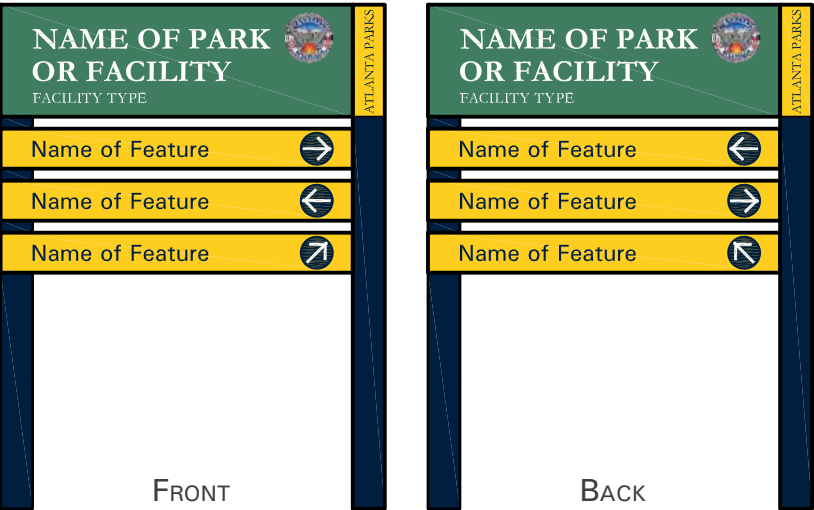 NAME OF PARK
OR FACILITY
FACILITY TYPE
ATLANTA PARKS
Name of Feature
Name of Feature
Name of Feature
FRONT
NAME OF PARK
OR FACILITY
FACILITY TYPE
ATLANTA PARKS
Name of Feature
Name of Feature
Name of Feature
BACK